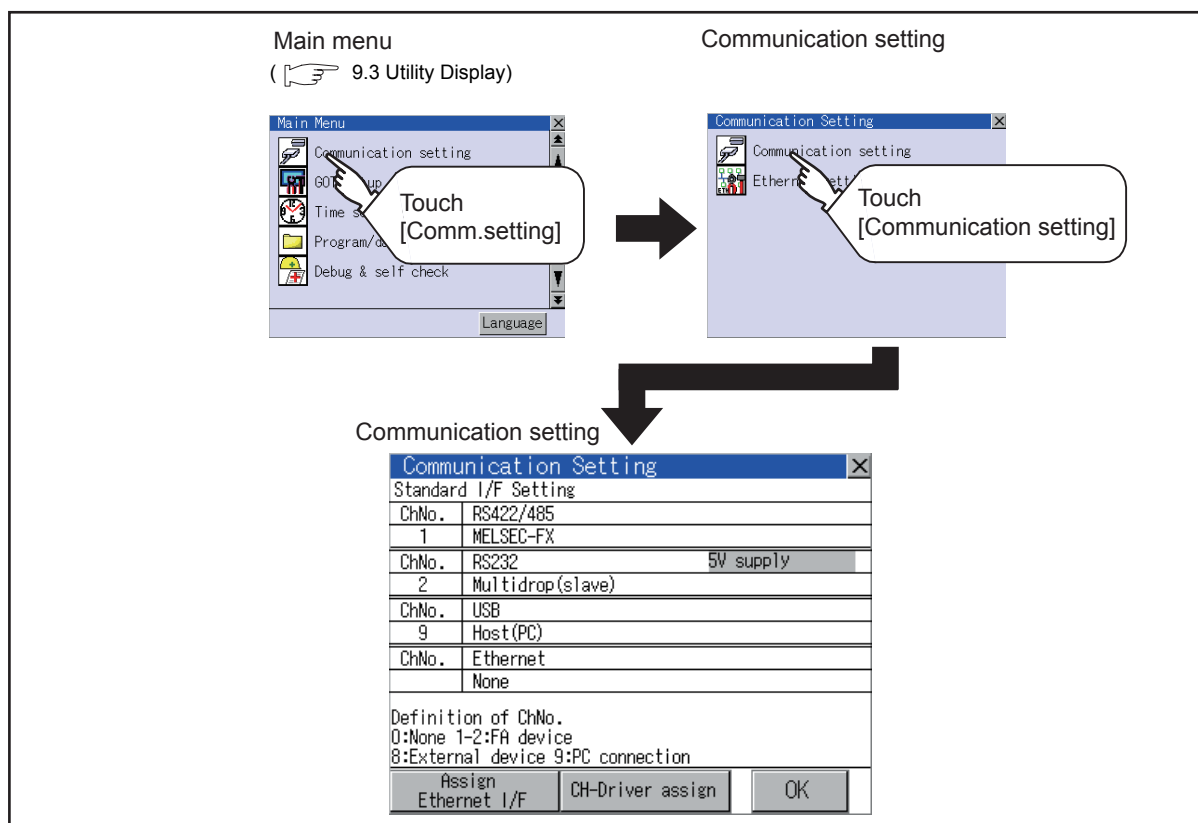 Main menu
( 9.3 Utility Display)
Communication setting
Main Menu
Communication setting
GOT
up
Time
Program/d
Debug & self check
Language
Touch
[Comm.setting]
Communication Setting
Communication setting
Ethern
Touch
[Communication setting]
Communication setting
Communication Setting
Standard I/F Setting
ChNo. RS422/485
1 MELSEC-FX
ChNo. RS232 5V supply
2 Multidrop(slave)
ChNo. USB
9 Host(PC)
ChNo. Ethernet
None
Definition of ChNo.
0:None 1-2:FA device
8:External device 9:PC connection
Assign
Ethernet I/F
CH-Driver assign
OK